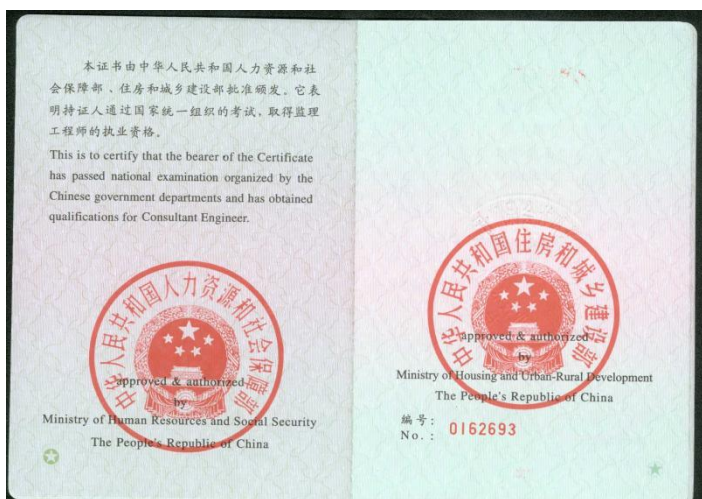 本证书由中华人民共和国人力资源和社
会保障部、住房和城乡建设部批准颁发。它表
明持证人通过国家统一组织的考试，取得监理
工程师的执业资格。
This is to certify that the bearer of the Certificate
has passed national examination organized by the
Chinese government departments and has obtained
qualifications for Consultant Engineer.
中华人民共和国人力资源和社会保障部
approved & authorized
by
Ministry of Human Resources and Social Security
The People's Republic of China
中华人民共和国住房和城乡建设部
approved & authorized
by
Ministry of Housing and Urban-Rural Development
The People's Republic of China
编号:
No. : 0162693